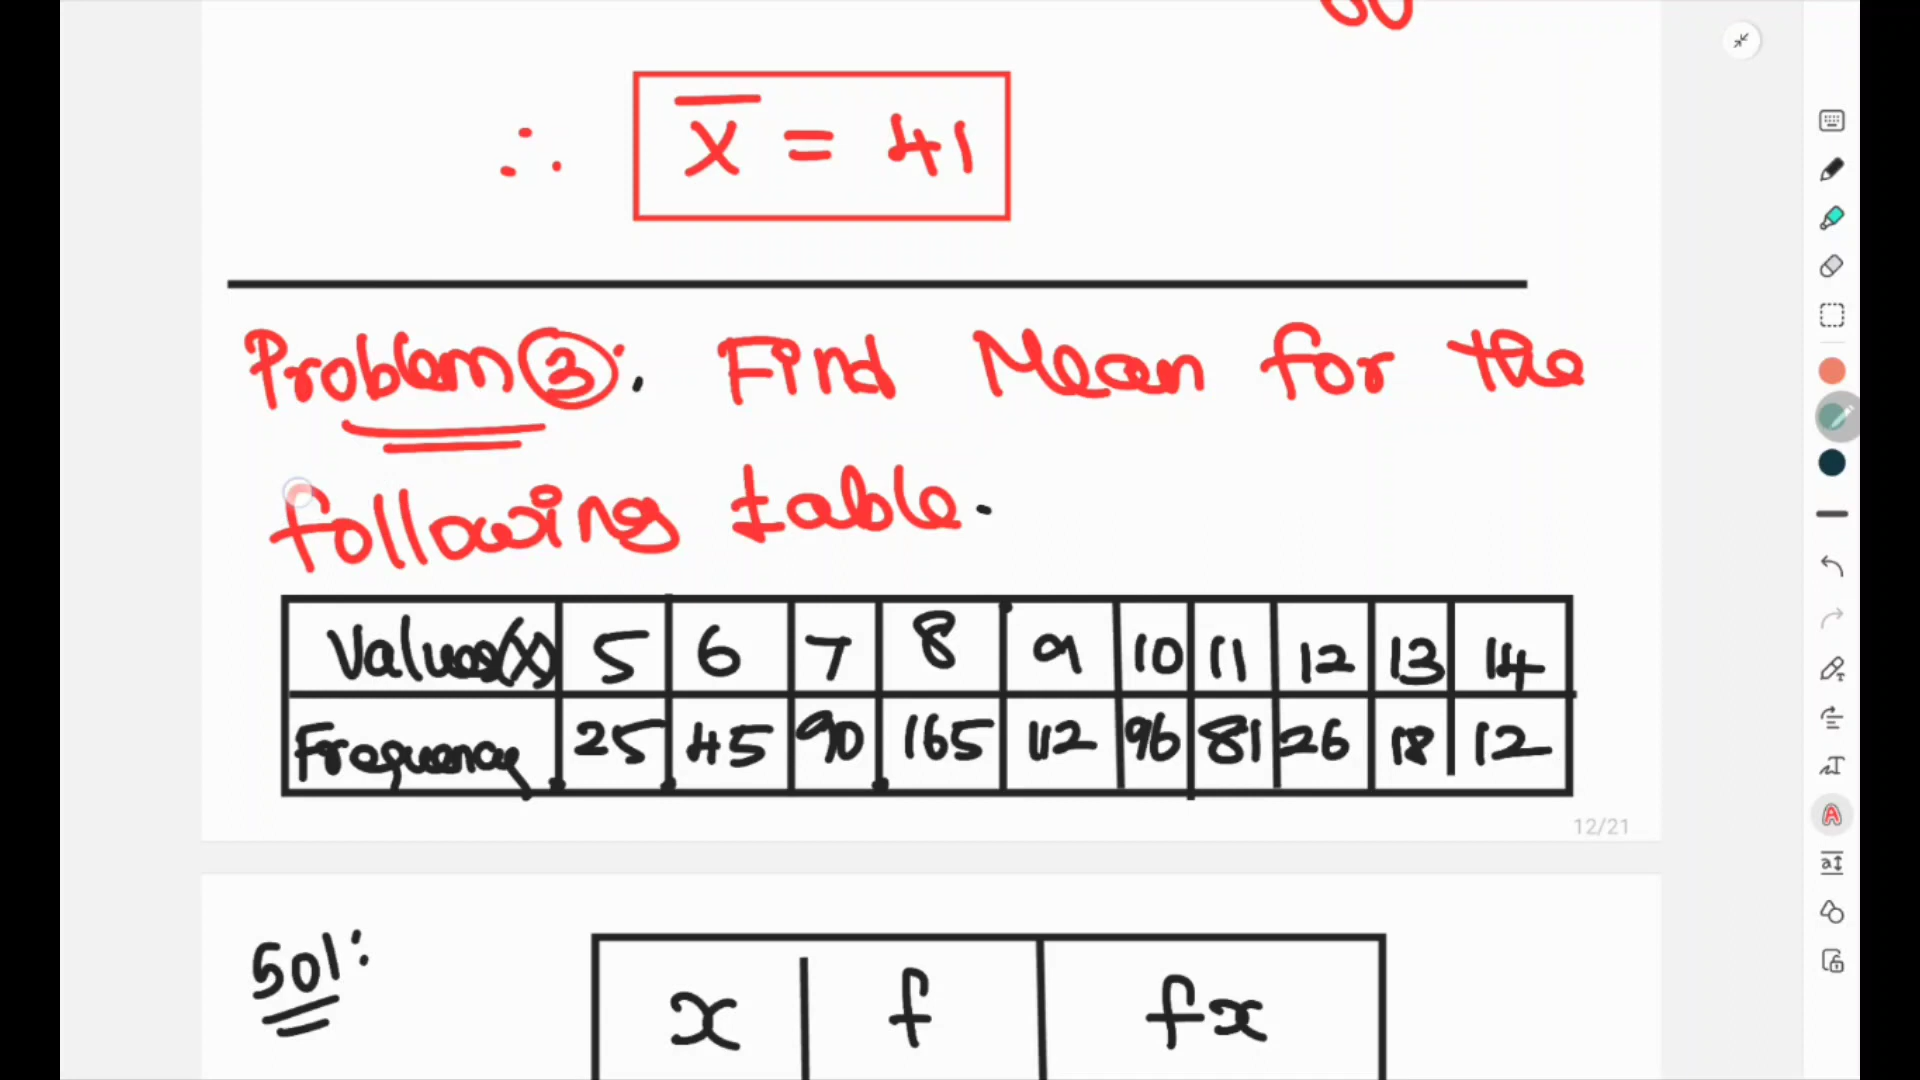 ∴ x̄ = 41
Problem ③: Find Mean for the
following table.
Values(x) 5 6 7 8 9 10 11 12 13 14
Frequency 25 45 90 165 112 96 81 26 18 12
12/21
Sol:
x f fx